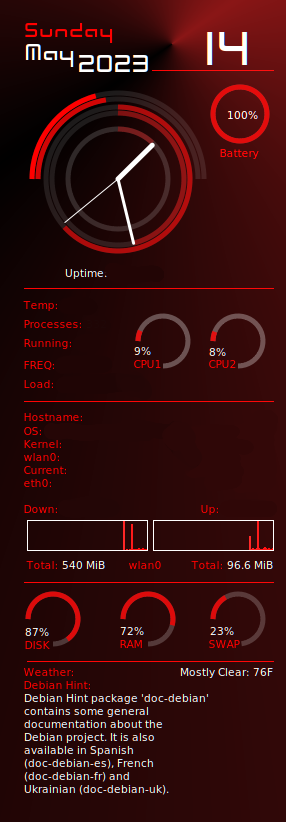 Sunday
May 2023 14
100%
Battery
Uptime.
Temp:
Processes:
Running:
FREQ:
Load:
9%
CPU1
8%
CPU2
Hostname:
OS:
Kernel:
wlan0:
Current:
eth0:
Down: Up:
Total: 540 MiB wlan0 Total: 96.6 MiB
87%
DISK
72%
RAM
23%
SWAP
Weather: Mostly Clear: 76F
Debian Hint:
Debian Hint package 'doc-debian'
contains some general
documentation about the
Debian project. It is also
available in Spanish
(doc-debian-es), French
(doc-debian-fr) and
Ukrainian (doc-debian-uk).